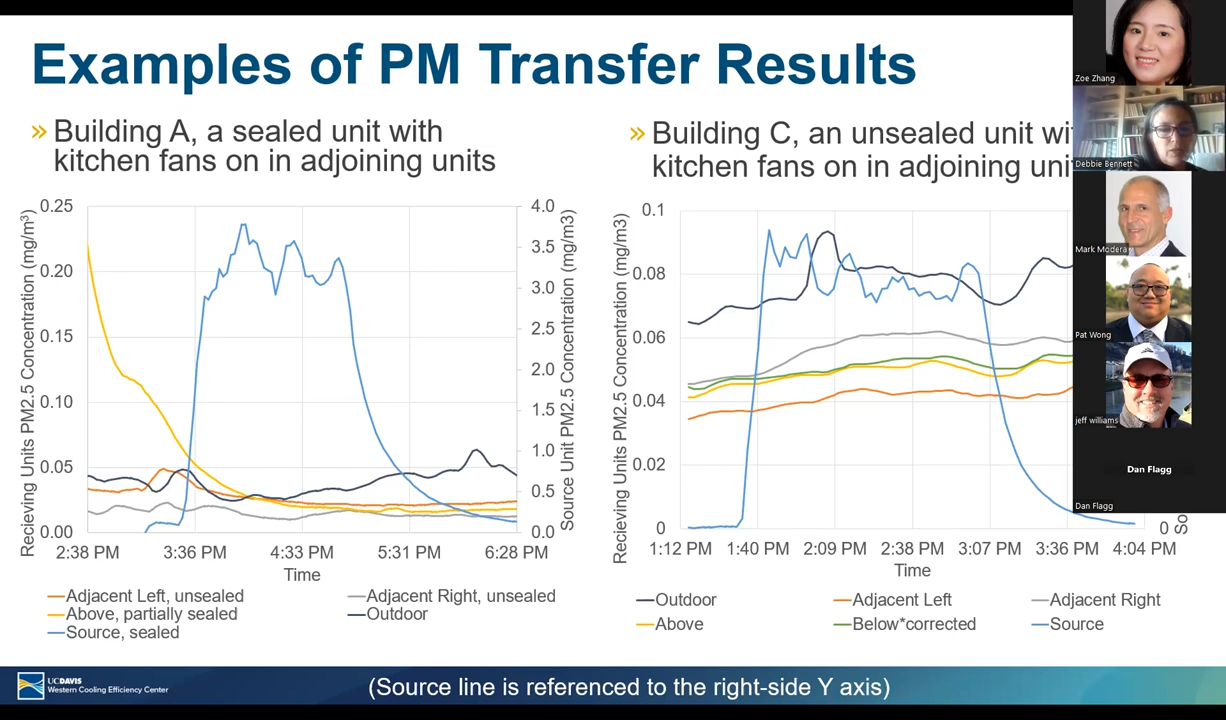 Examples of PM Transfer Results
» Building A, a sealed unit with
kitchen fans on in adjoining units
» Building C, an unsealed unit wi
kitchen fans on in adjoining uni
Recieving Units PM2.5 Concentration (mg/m³)
0.25
0.20
0.15
0.10
0.05
0.00
4.0
3.5
3.0
2.5
2.0
1.5
1.0
0.5
0.0
Source Unit PM2.5 Concentration (mg/m3)
2:38 PM 3:36 PM 4:33 PM 5:31 PM 6:28 PM
Time
Adjacent Left, unsealed Adjacent Right, unsealed
Above, partially sealed Outdoor
Source, sealed
Recieving Units PM2.5 Concentration (mg/m3)
0.1
0.08
0.06
0.04
0.02
0
0
So
1:12 PM 1:40 PM 2:09 PM 2:38 PM 3:07 PM 3:36 PM 4:04 PM
Time
Outdoor Adjacent Left Adjacent Right
Above Below*corrected Source
Zoe Zhang
Debbie Bennett
Mark Modera
Pat Wong
jeff williams
Dan Flagg
Dan Flagg
UCDAVIS
Western Cooling Efficiency Center
(Source line is referenced to the right-side Y axis)